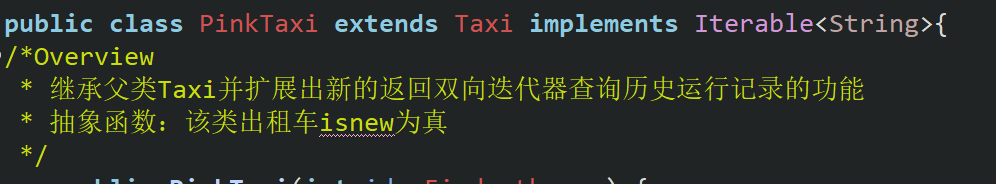 public class PinkTaxi extends Taxi implements Iterable<String>{
/*Overview
* 继承父类Taxi并扩展出新的返回双向迭代器查询历史运行记录的功能
* 抽象函数：该类出租车isnew为真
*/